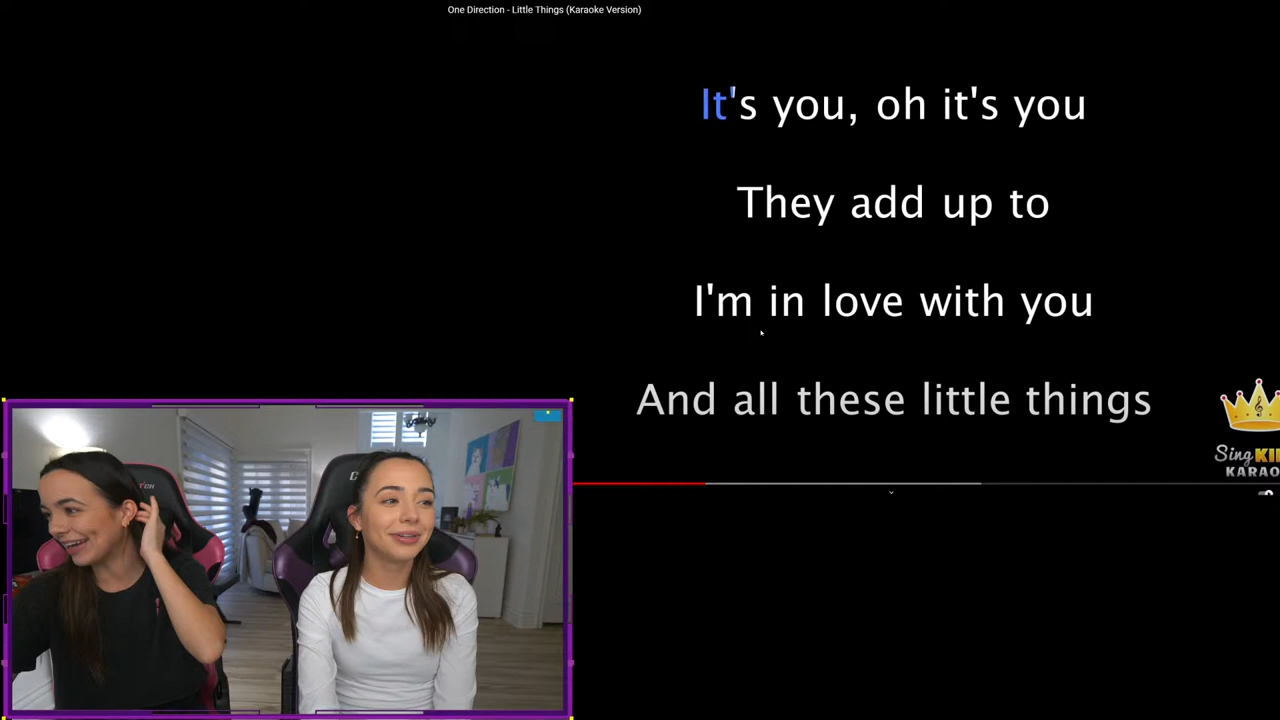 One Direction - Little Things (Karaoke Version)
It's you, oh it's you
They add up to
I'm in love with you
And all these little things
Sing KIN
KARAO